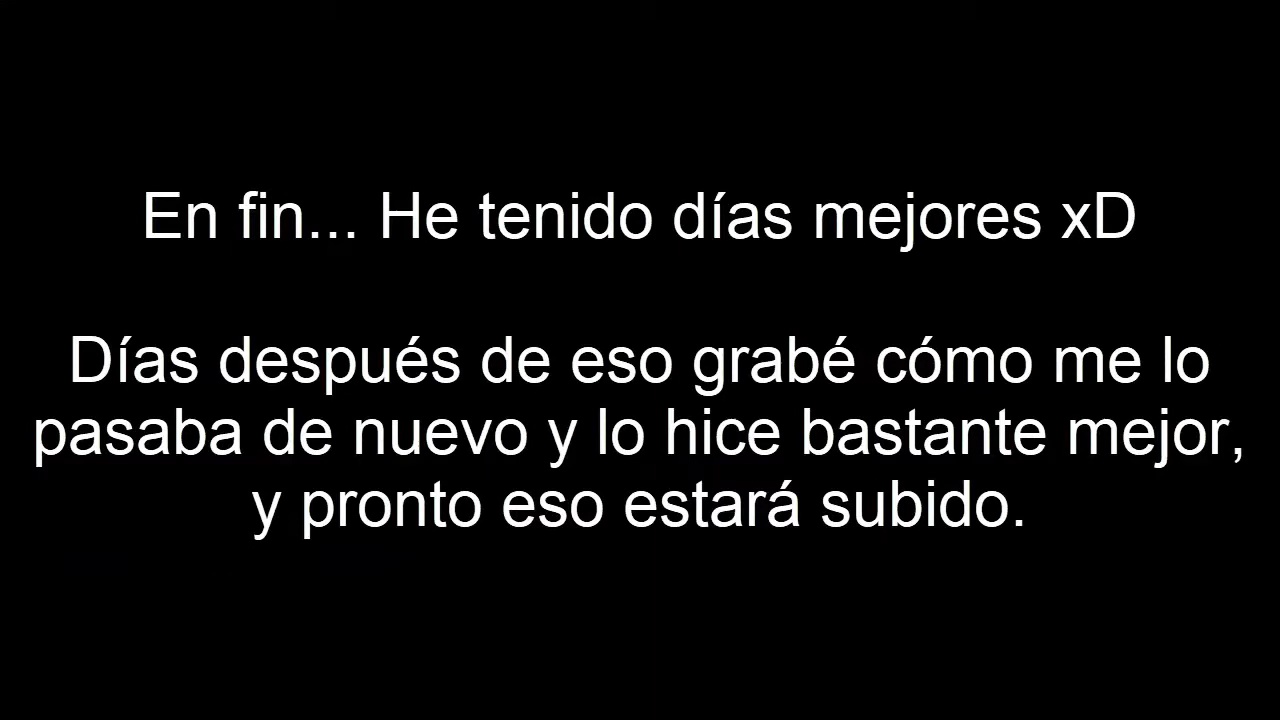 En fin... He tenido días mejores xD
Días después de eso grabé cómo me lo
pasaba de nuevo y lo hice bastante mejor,
y pronto eso estará subido.